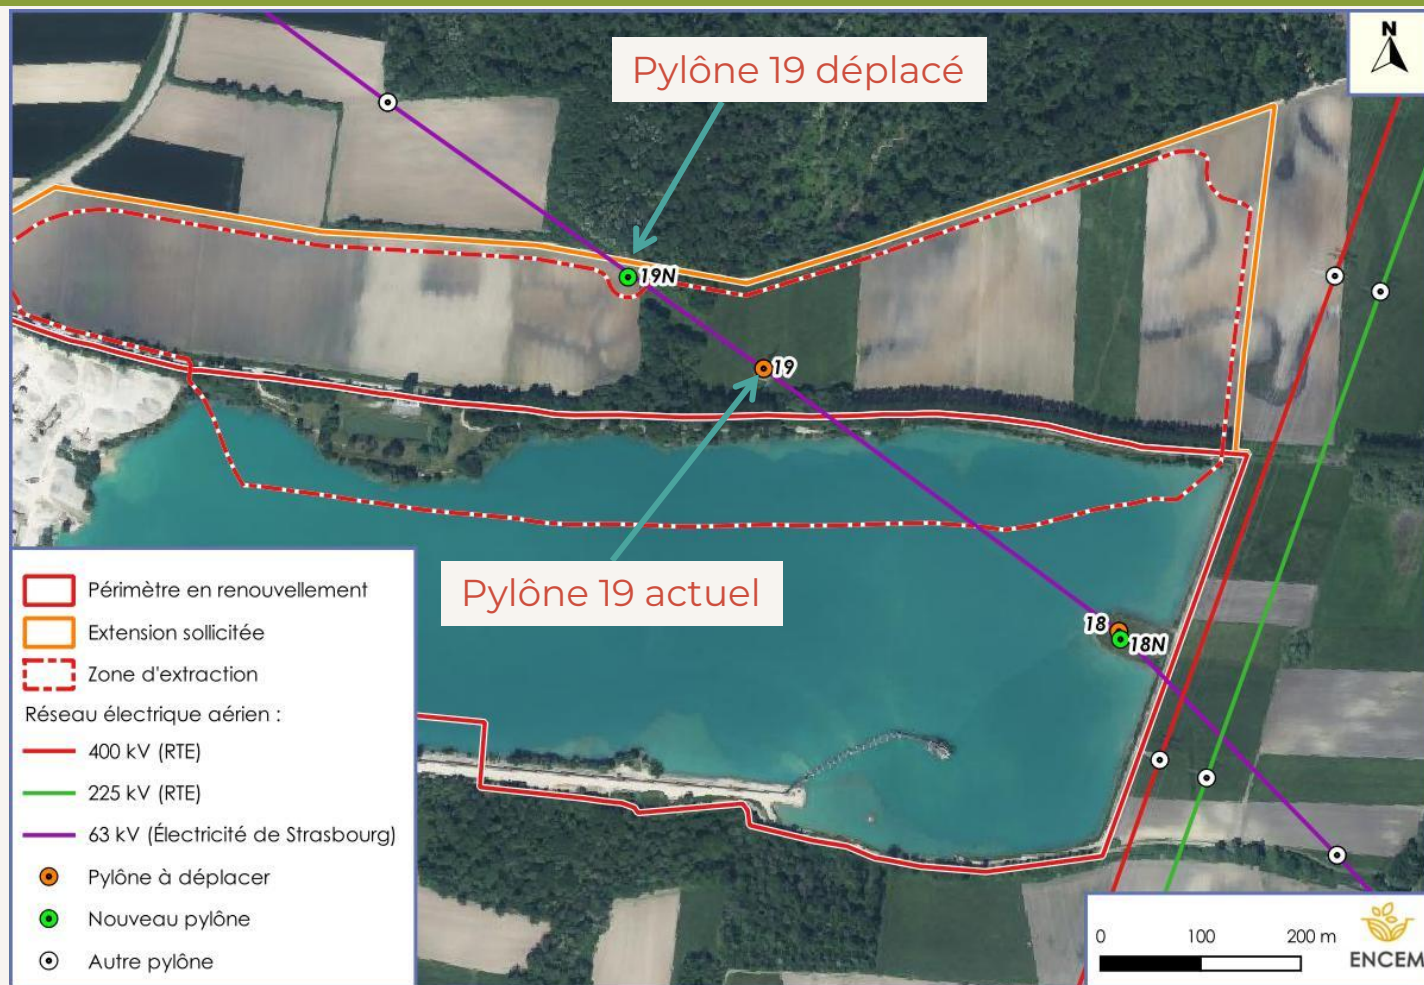 N
Pylône 19 déplacé
19N
19
Pylône 19 actuel
18
18N
Périmètre en renouvellement
Extension sollicitée
Zone d'extraction
Réseau électrique aérien :
400 kV (RTE)
225 kV (RTE)
63 kV (Électricité de Strasbourg)
Pylône à déplacer
Nouveau pylône
Autre pylône
0 100 200 m
ENCEM